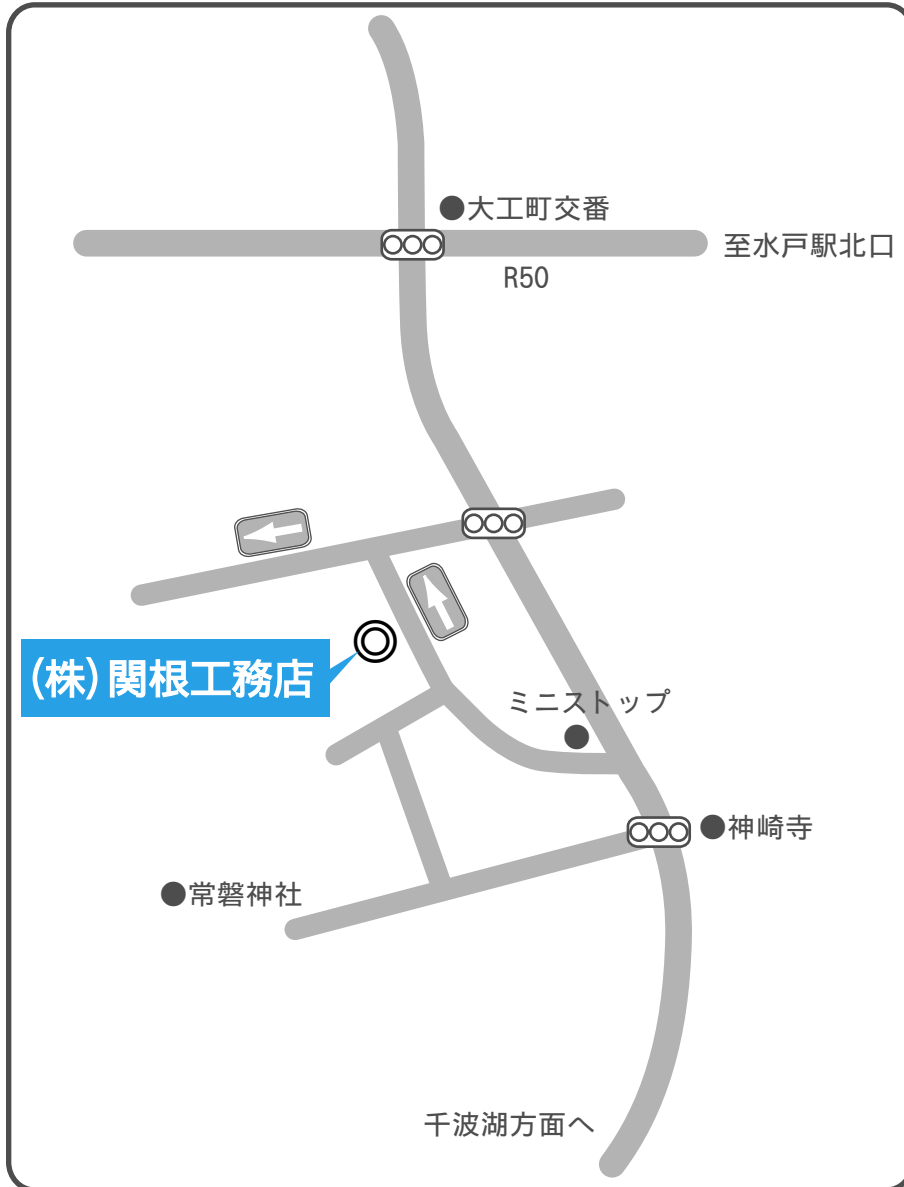 ●大工町交番
至水戸駅北口
R50
(株)関根工務店
ミニストップ
●神崎寺
●常磐神社
千波湖方面へ